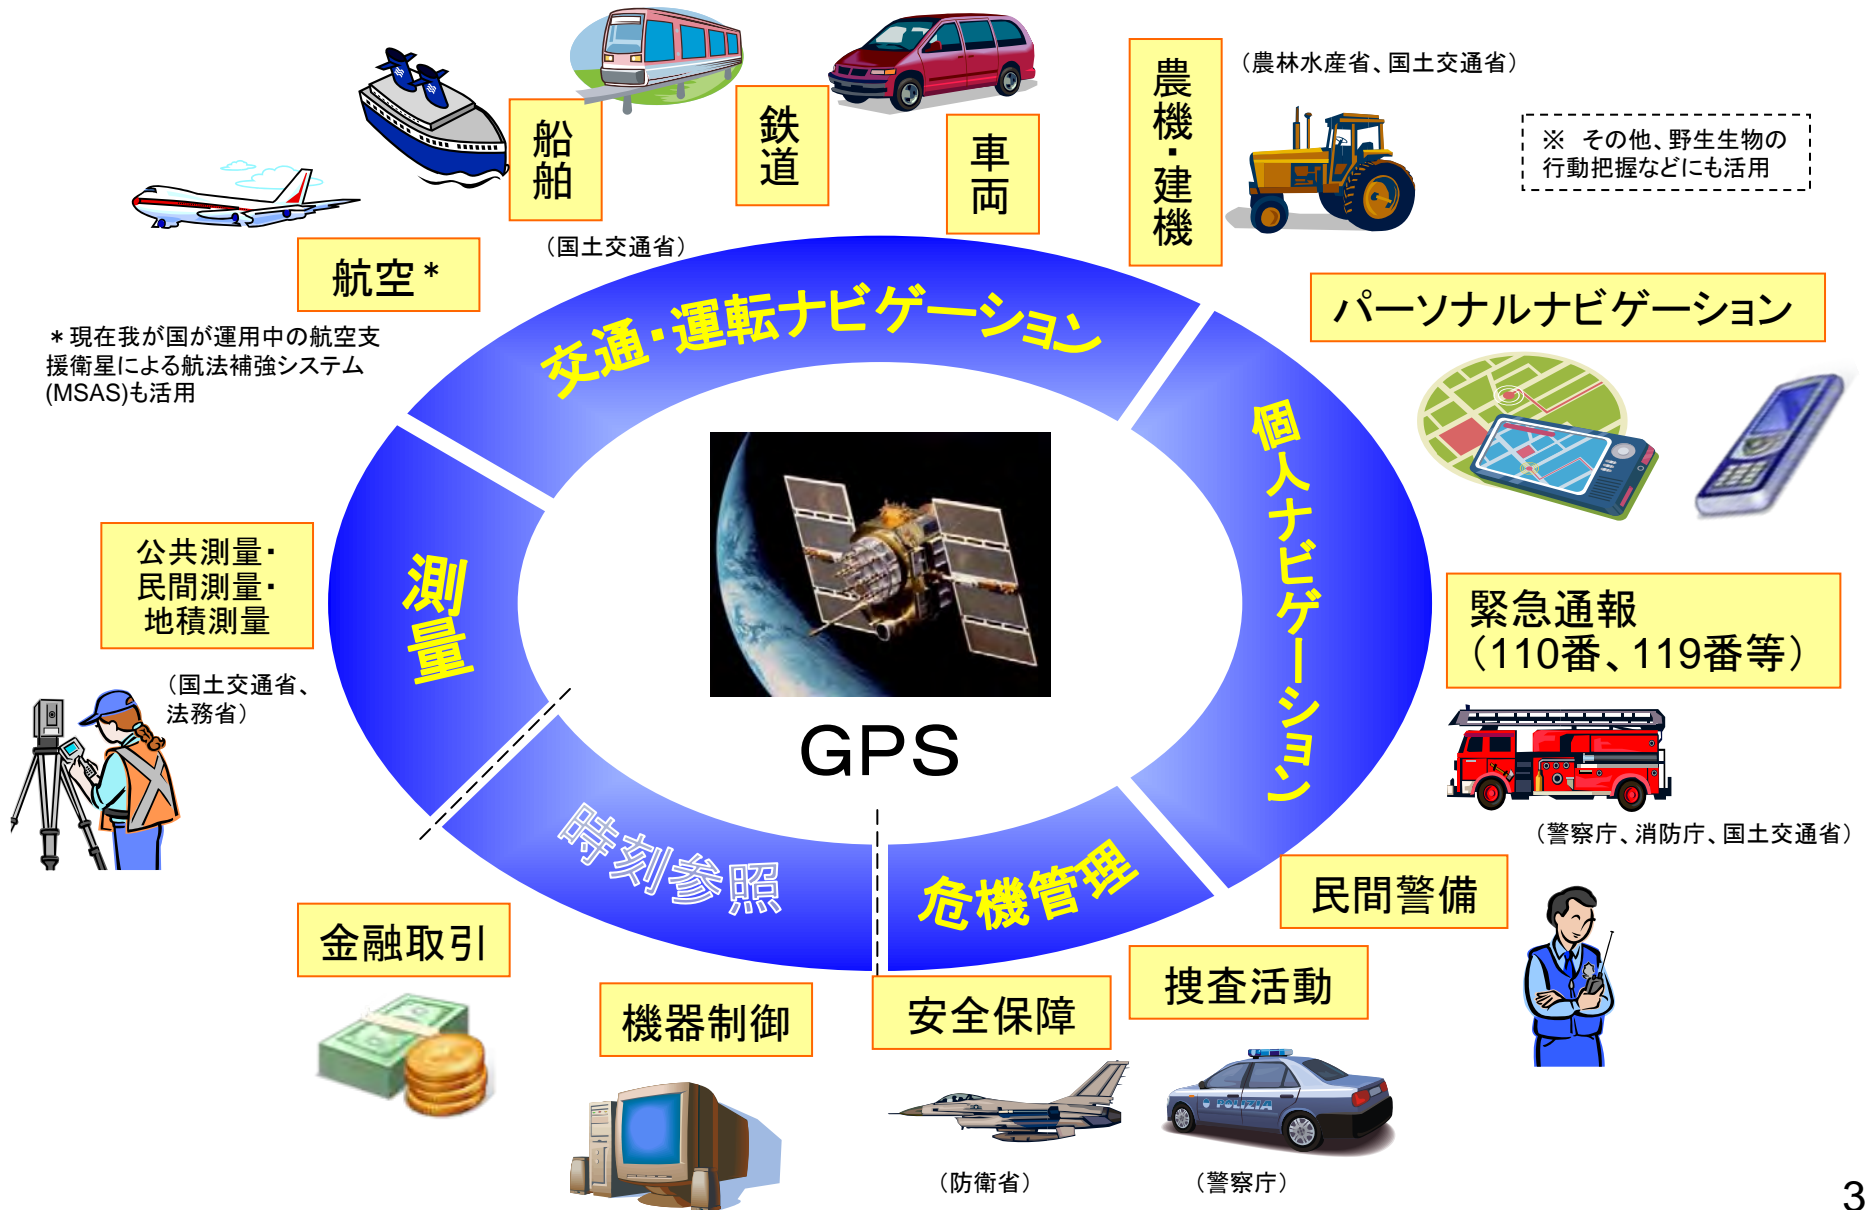 船舶
鉄道
車両
農機・建機
（農林水産省、国土交通省）
※　その他、野生生物の
行動把握などにも活用
（国土交通省）
航空*
*現在我が国が運用中の航空支
援衛星による航法補強システム
(MSAS)も活用
交通・運転ナビゲーション
パーソナルナビゲーション
個人ナビゲーション
公共測量・
民間測量・
地積測量
（国土交通省、
法務省）
測量
GPS
緊急通報
（110番、119番等）
（警察庁、消防庁、国土交通省）
時刻参照
危機管理
民間警備
金融取引
機器制御
安全保障
捜査活動
POLIZIA
（防衛省）
（警察庁）
3